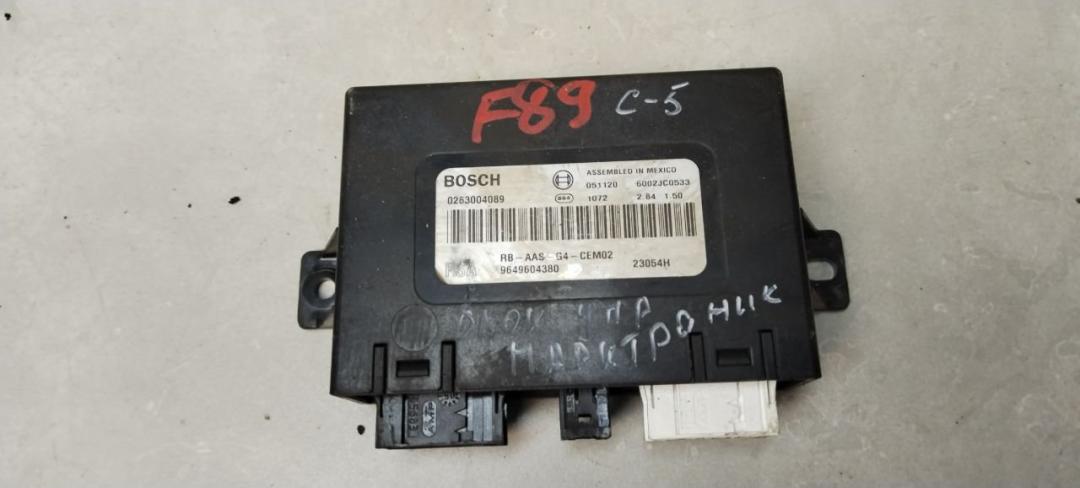 F89 C-5
BOSCH
ASSEMBLED IN MEXICO
051120 6002JC0533
0263004089
1072 2.84 1.50
RB-AAS-G4-CEM02
PSA 9649604380 23054H
БЛОК УПР
ПАРКТРОНИК
AMP